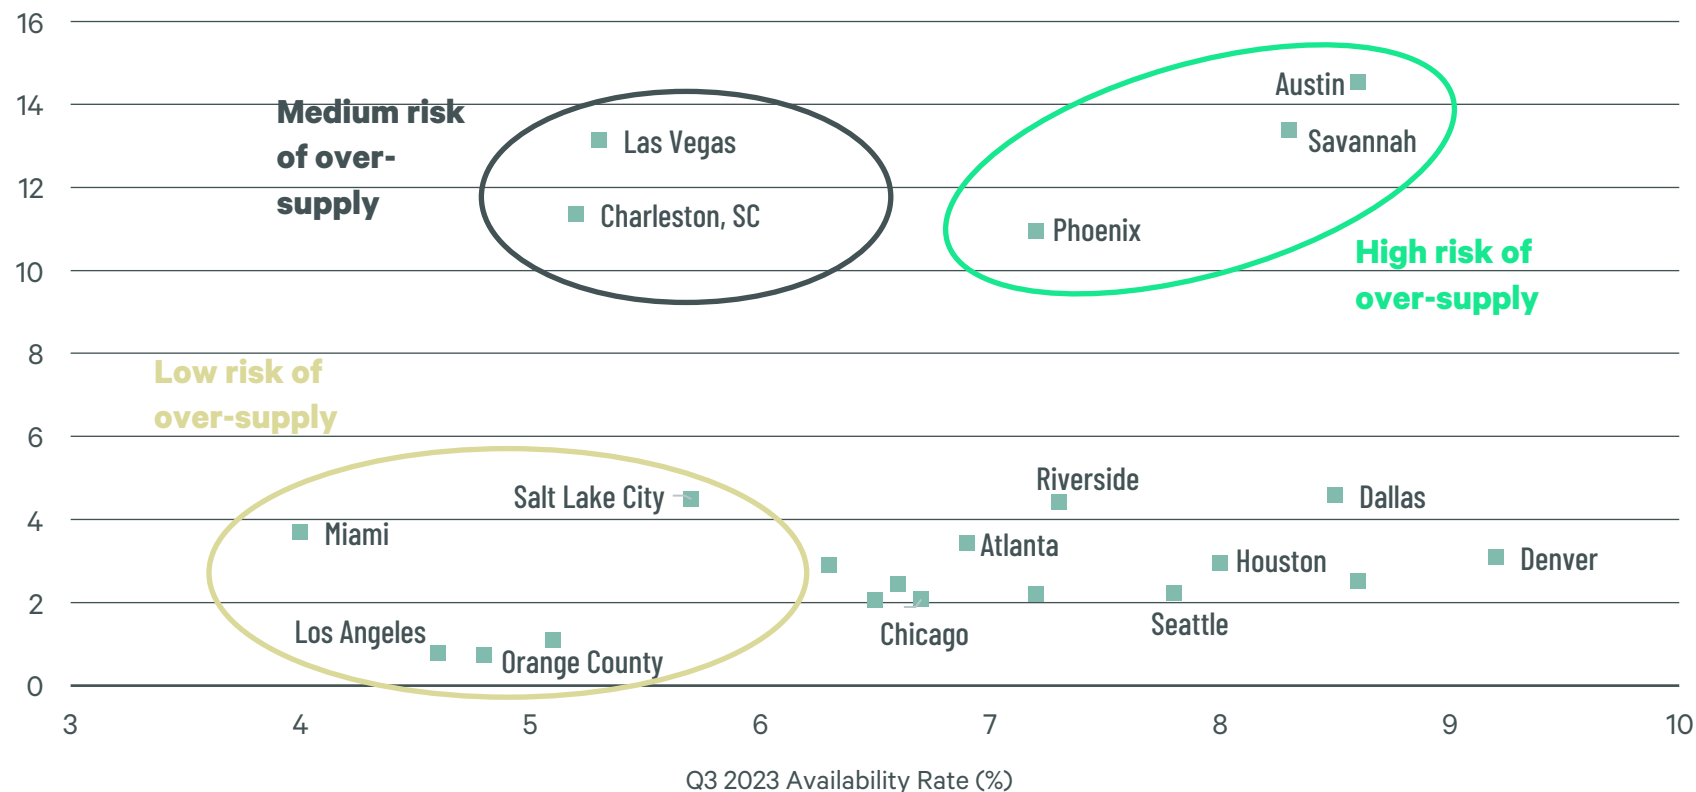 16
Austin
14
Medium risk
of over-
supply
Las Vegas
Savannah
12
Charleston, SC
Phoenix
High risk of
over-supply
10
8
Low risk of
over-supply
6
Riverside
Salt Lake City
Dallas
4
Miami
Atlanta
Houston
Denver
2
Los Angeles
Chicago
Seattle
Orange County
0
3 4 5 6 7 8 9 10
Q3 2023 Availability Rate (%)